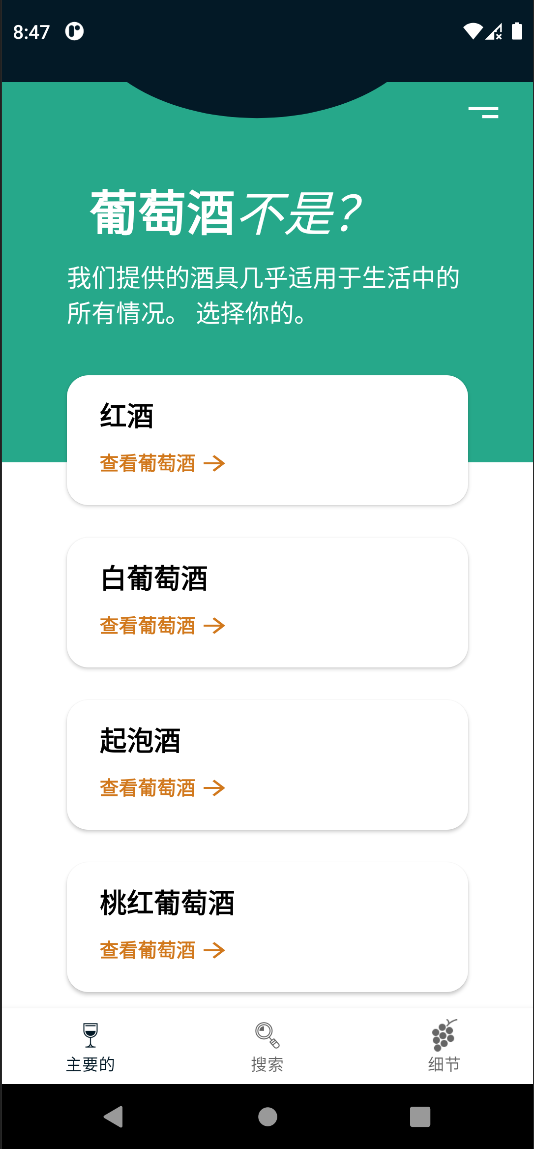 8:47
葡萄酒不是?
我们提供的酒具几乎适用于生活中的
所有情况。 选择你的。
红酒
查看葡萄酒
白葡萄酒
查看葡萄酒
起泡酒
查看葡萄酒
桃红葡萄酒
查看葡萄酒
主要的
搜索
细节